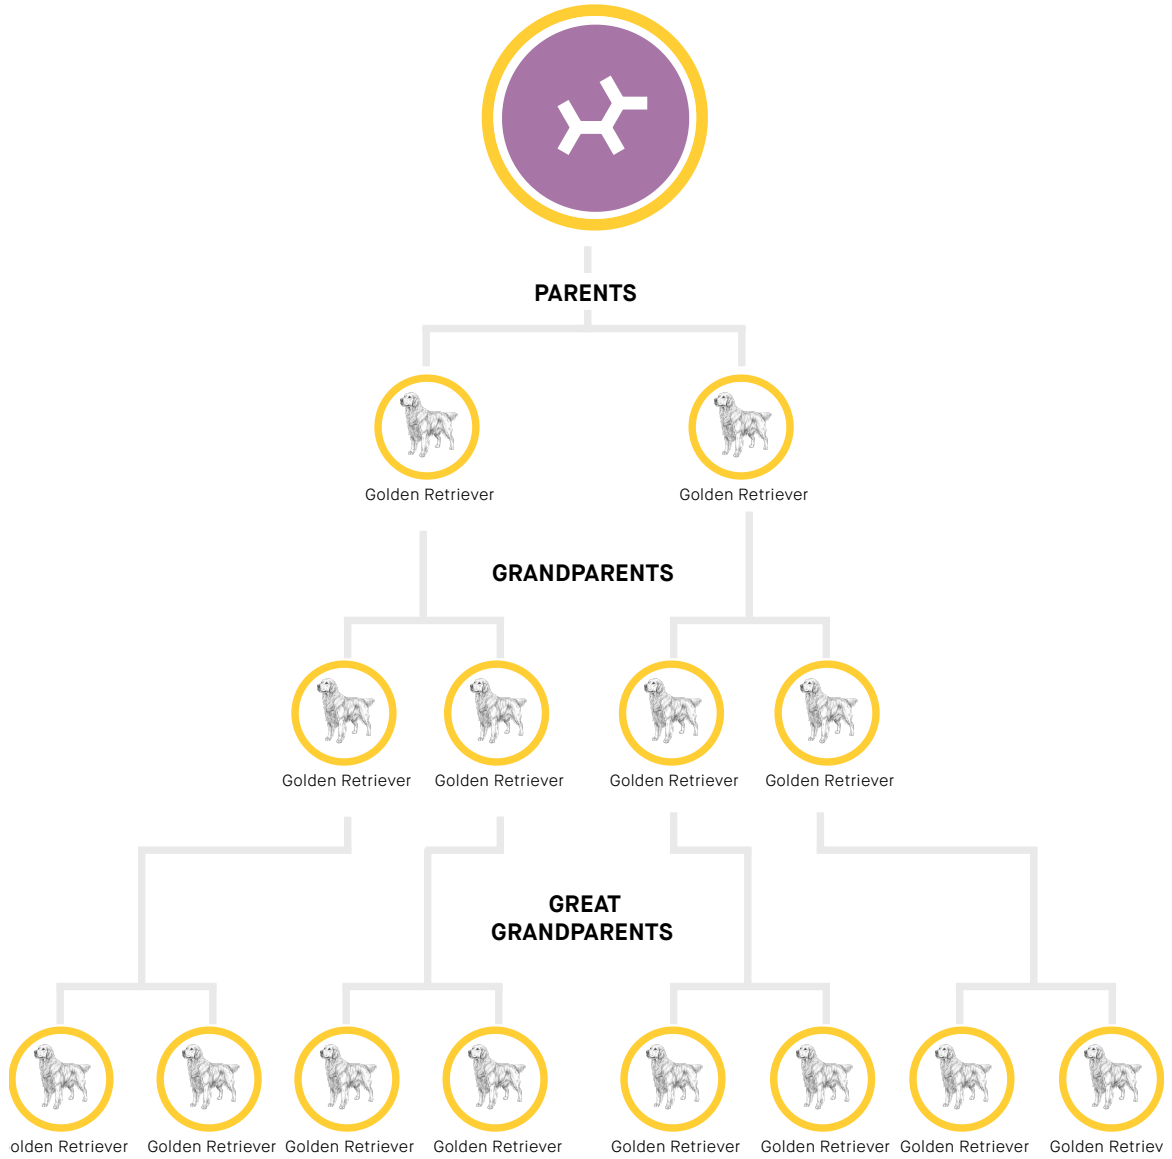 PARENTS
Golden Retriever Golden Retriever
GRANDPARENTS
Golden Retriever Golden Retriever Golden Retriever Golden Retriever
GREAT
GRANDPARENTS
olden Retriever Golden Retriever Golden Retriever Golden Retriever Golden Retriever Golden Retriever Golden Retriever Golden Retriev